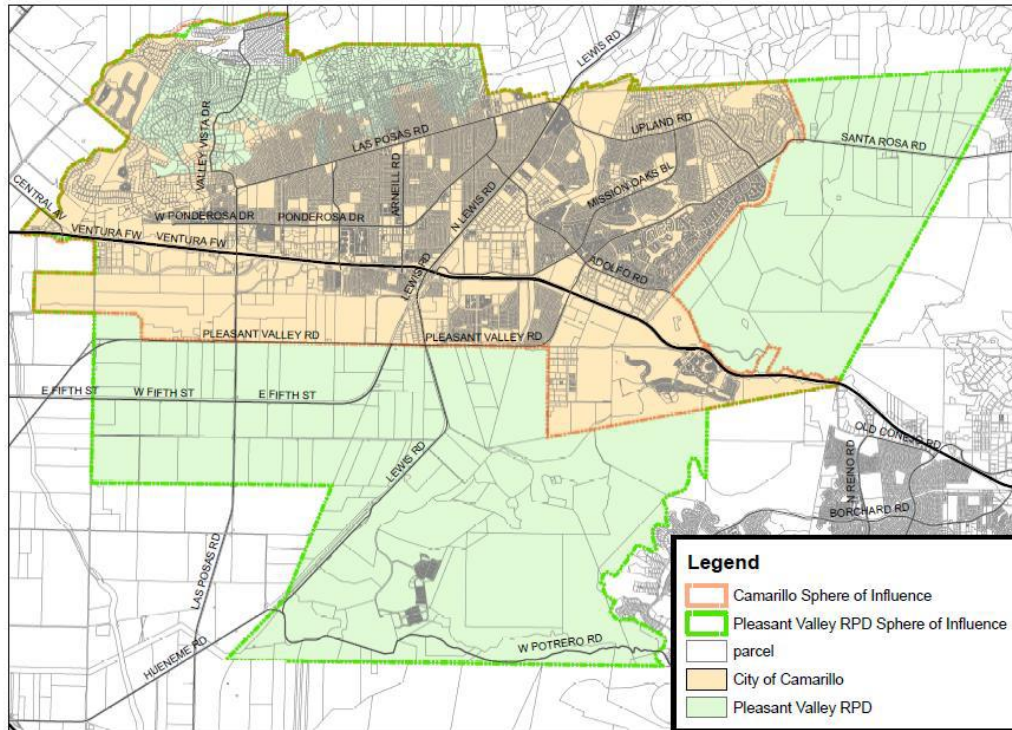 LEWIS RD
VALLEY VISTA DR
LAS POSAS RD
UPLAND RD
SANTA ROSA RD
ARNEILL RD
MISSION OAKS BL
CENTRAL AV
W PONDEROSA DR
PONDEROSA DR
N LEWIS RD
VENTURA FW
VENTURA FW
LEWIS RD
ADOLFO RD
PLEASANT VALLEY RD
PLEASANT VALLEY RD
E FIFTH ST
W FIFTH ST
E FIFTH ST
OLD CONEJO RD
LEWIS RD
N REINO RD
BORCHARD RD
LAS POSAS RD
HUENEME RD
W POTRERO RD
Legend
Camarillo Sphere of Influence
Pleasant Valley RPD Sphere of Influence
parcel
City of Camarillo
Pleasant Valley RPD